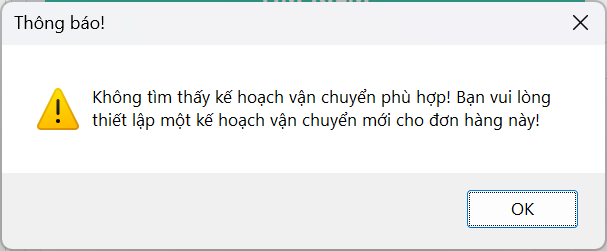 Thông báo!
Không tìm thấy kế hoạch vận chuyển phù hợp! Bạn vui lòng
thiết lập một kế hoạch vận chuyển mới cho đơn hàng này!
OK